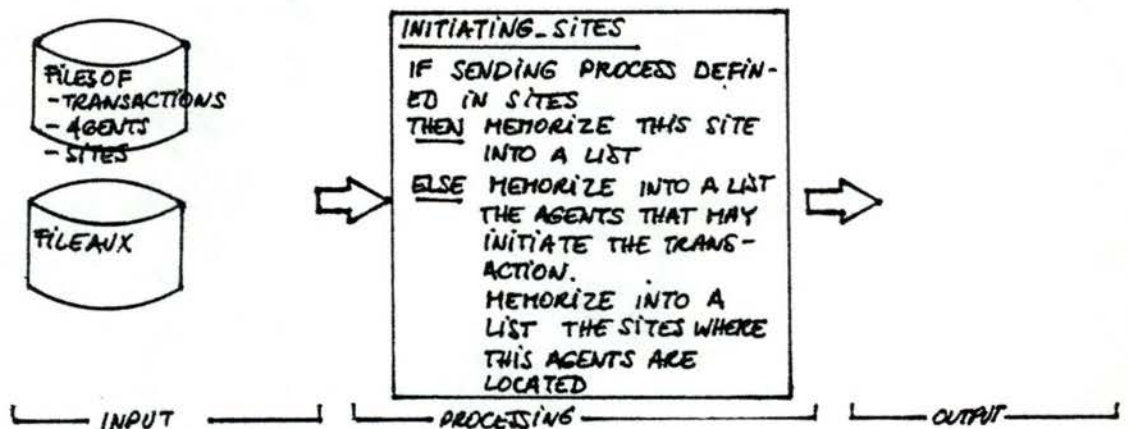 FILES OF
- TRANSACTIONS
- AGENTS
- SITES
FILEAUX
INITIATING_SITES
IF SENDING PROCESS DEFIN-
ED IN SITES
THEN MEMORIZE THIS SITE
INTO A LIST
ELSE MEMORIZE INTO A LIST
THE AGENTS THAT MAY
INITIATE THE TRANS-
ACTION.
MEMORIZE INTO A
LIST THE SITES WHERE
THIS AGENTS ARE
LOCATED
INPUT
PROCESSING
OUTPUT